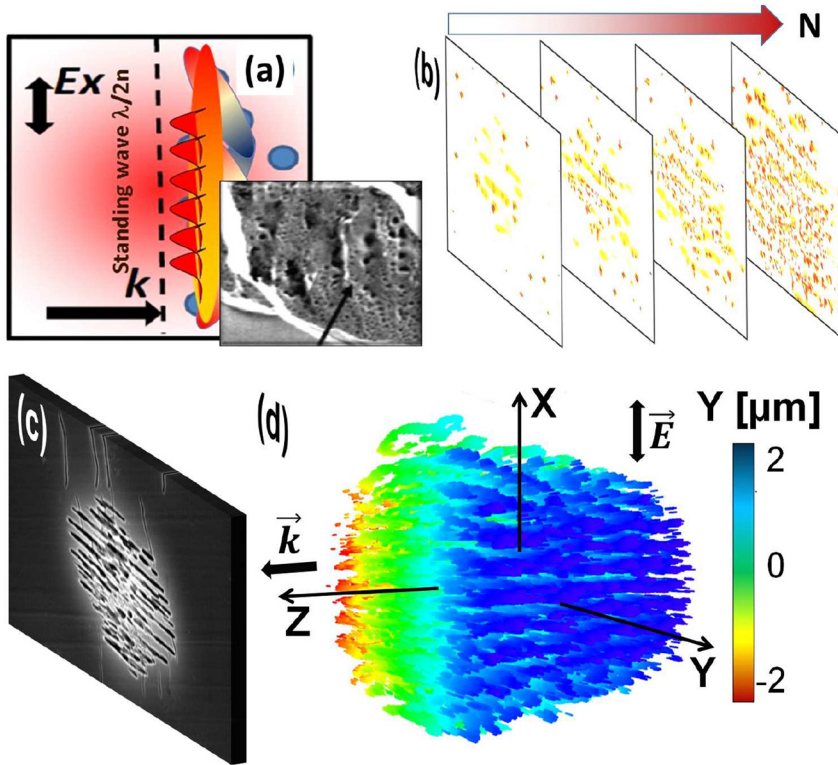 (a)
Ex
Standing wave λ/2n
k
N
(b)
(c)
(d)
X
E⃗
Y [µm]
k⃗
Z
Y
2
0
-2